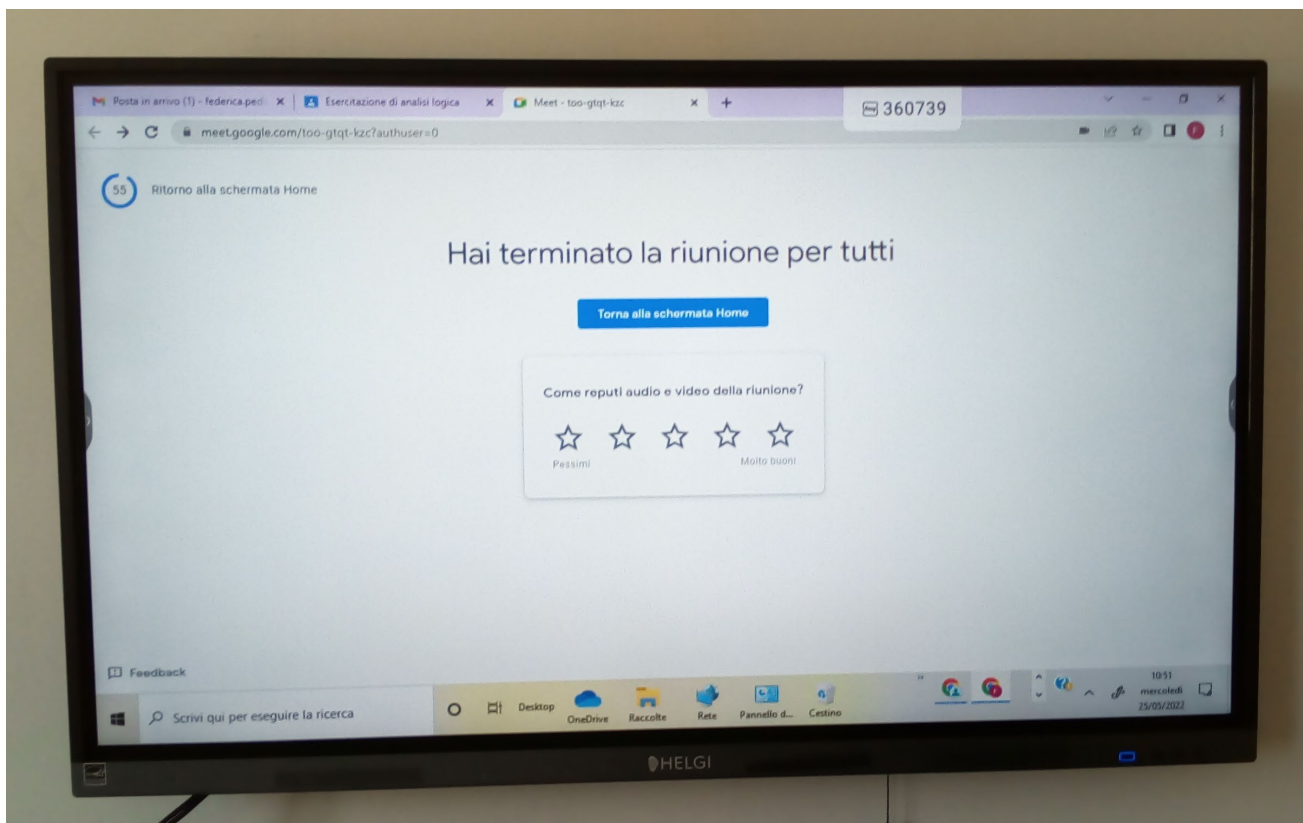 Posta in arrivo (1) - federica.ped
Esercitazione di analisi logica
Meet - too-gtqt-kzc
360739
meet.google.com/too-gtqt-kzc?authuser=0
55
Ritorno alla schermata Home
Hai terminato la riunione per tutti
Torna alla schermata Home
Come reputi audio e video della riunione?
Pessimi
Molto buoni
Feedback
Scrivi qui per eseguire la ricerca
Desktop
OneDrive
Raccolte
Rete
Pannello d...
Cestino
10:51
mercoledì
25/05/2022
HELGI